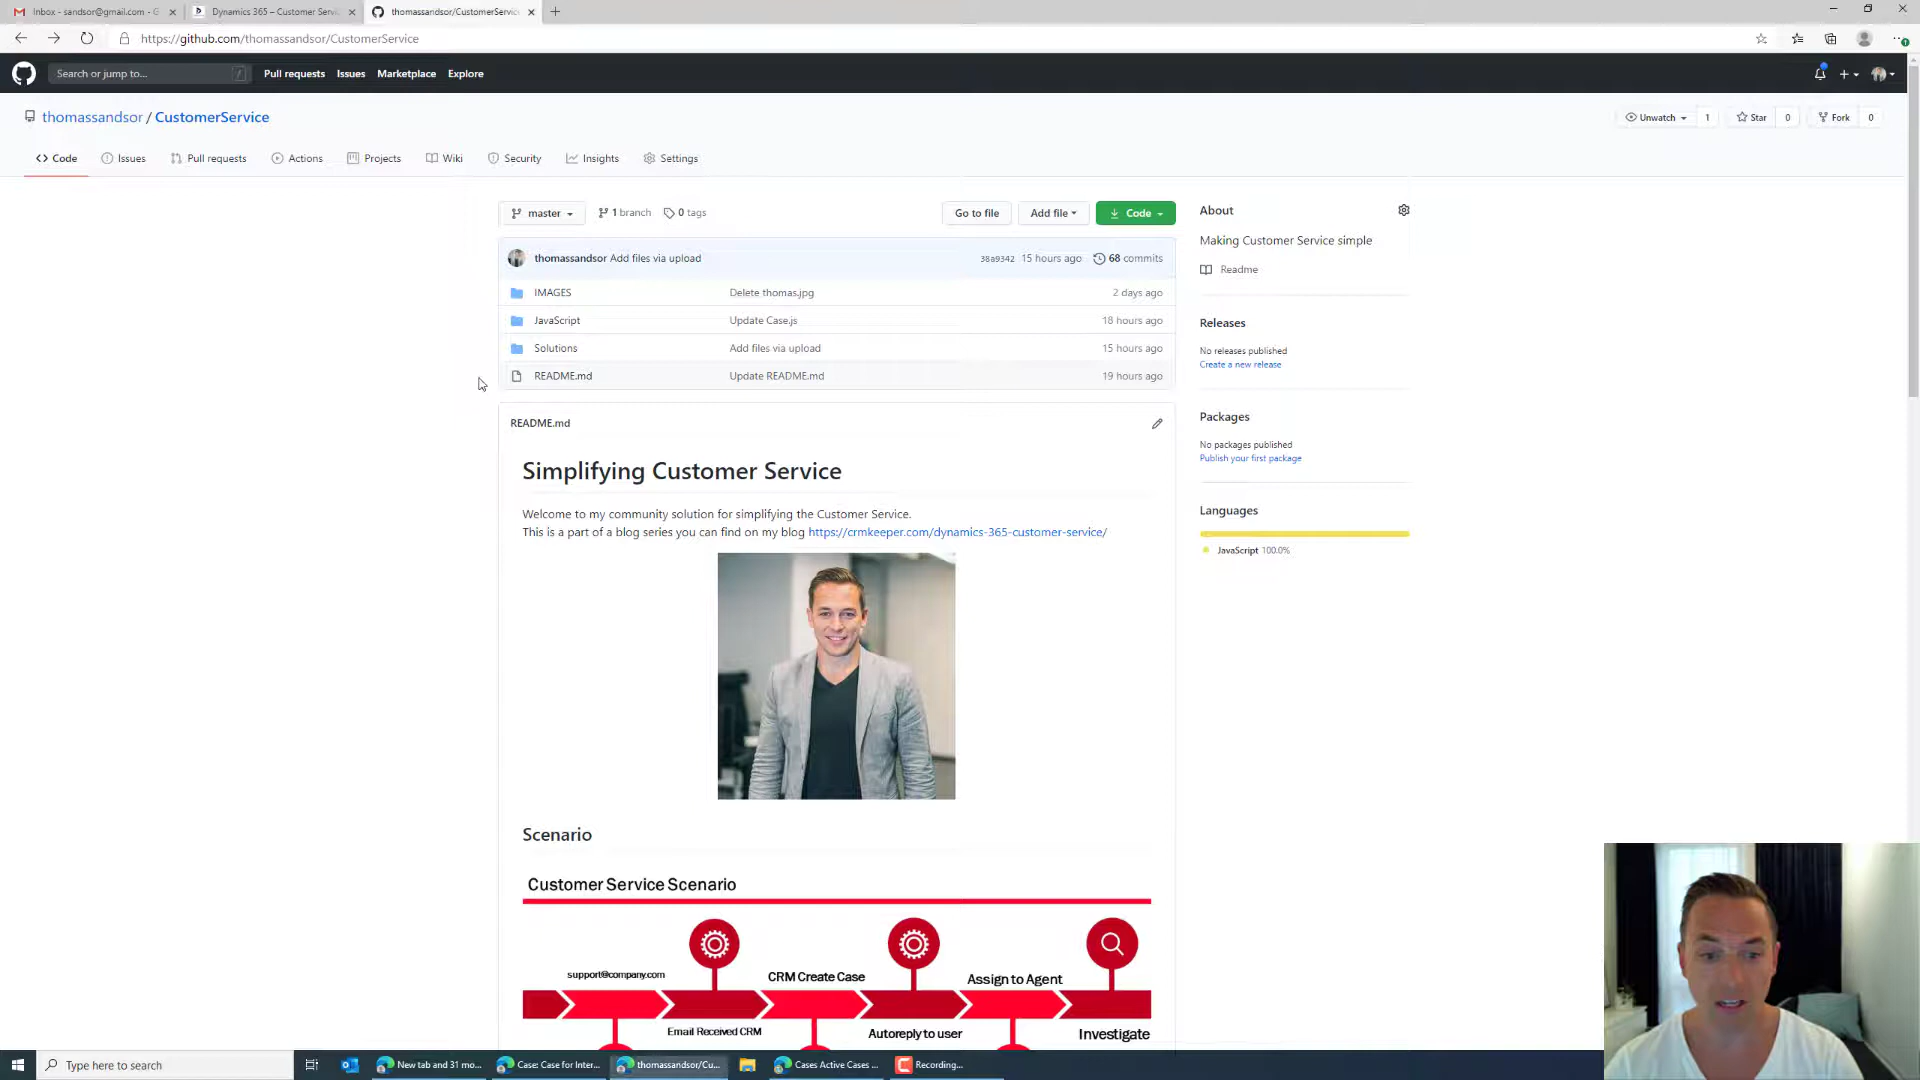 Inbox - sandsor@gmail.com - G
Dynamics 365 – Customer Servi
thomassandsor/CustomerService
https://github.com/thomassandsor/CustomerService
Search or jump to...
/
Pull requests
Issues
Marketplace
Explore
thomassandsor / CustomerService
Unwatch 1
Star 0
Fork 0
Code
Issues
Pull requests
Actions
Projects
Wiki
Security
Insights
Settings
master
1 branch
0 tags
Go to file
Add file
Code
thomassandsor Add files via upload
38a9342 15 hours ago 68 commits
IMAGES Delete thomas.jpg 2 days ago
JavaScript Update Case.js 18 hours ago
Solutions Add files via upload 15 hours ago
README.md Update README.md 19 hours ago
About
Making Customer Service simple
Readme
Releases
No releases published
Create a new release
Packages
No packages published
Publish your first package
Languages
JavaScript 100.0%
README.md
Simplifying Customer Service
Welcome to my community solution for simplifying the Customer Service.
This is a part of a blog series you can find on my blog https://crmkeeper.com/dynamics-365-customer-service/
Scenario
Customer Service Scenario
support@company.com
CRM Create Case
Assign to Agent
Email Received CRM
Autoreply to user
Investigate
Type here to search
New tab and 31 mo...
Case: Case for Inter...
thomassandsor/Cu...
Cases Active Cases ...
Recording...